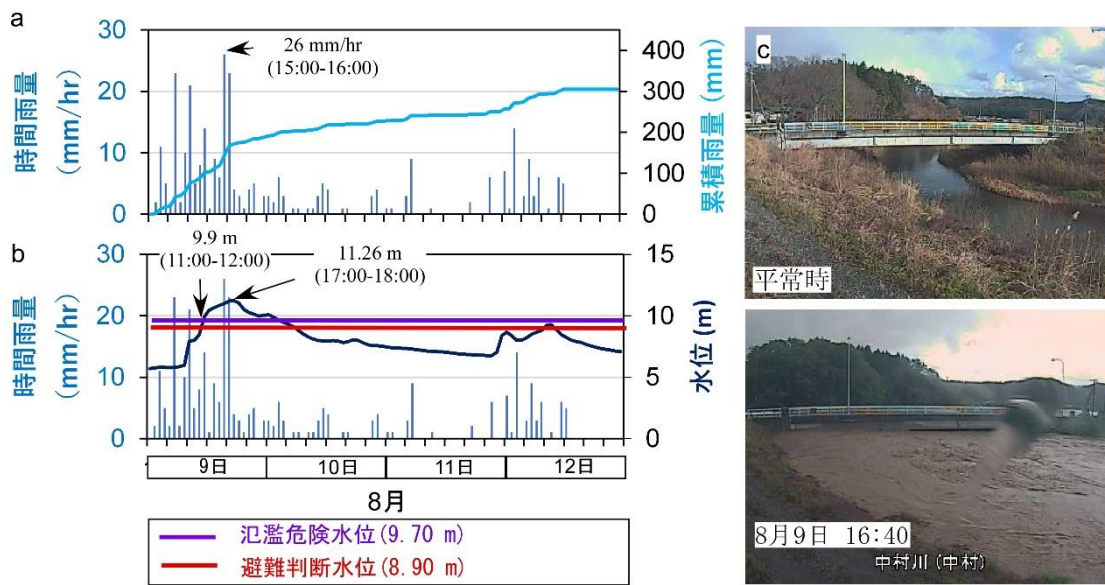 a
30
20
10
0
時間雨量
(mm/hr)
26 mm/hr
(15:00-16:00)
400
300
200
100
0
累積雨量 (mm)
b
30
20
10
0
時間雨量
(mm/hr)
9.9 m
(11:00-12:00)
11.26 m
(17:00-18:00)
15
10
5
0
水位 (m)
9日
10日
11日
12日
8月
氾濫危険水位(9.70 m)
避難判断水位(8.90 m)
c
平常時
8月9日 16:40
中村川(中村)